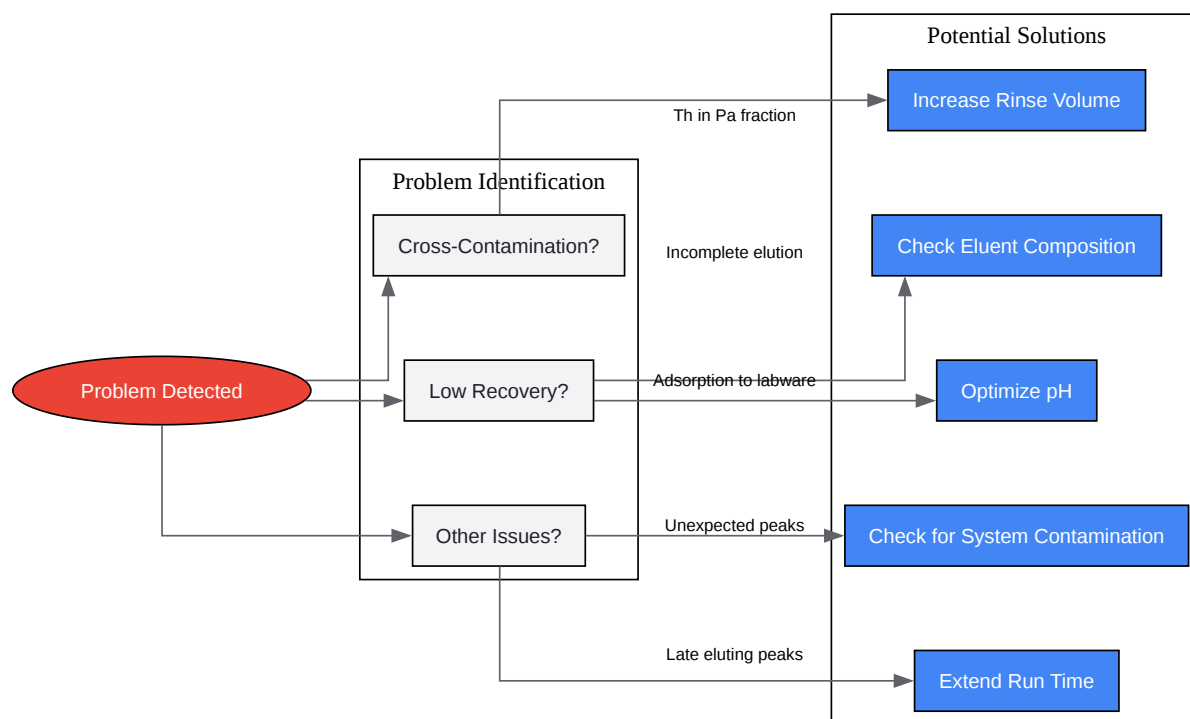 Potential Solutions
Increase Rinse Volume
Th in Pa fraction
Problem Identification
Cross-Contamination?
Incomplete elution
Check Eluent Composition
Problem Detected
Low Recovery?
Adsorption to labware
Optimize pH
Other Issues?
Unexpected peaks
Check for System Contamination
Late eluting peaks
Extend Run Time